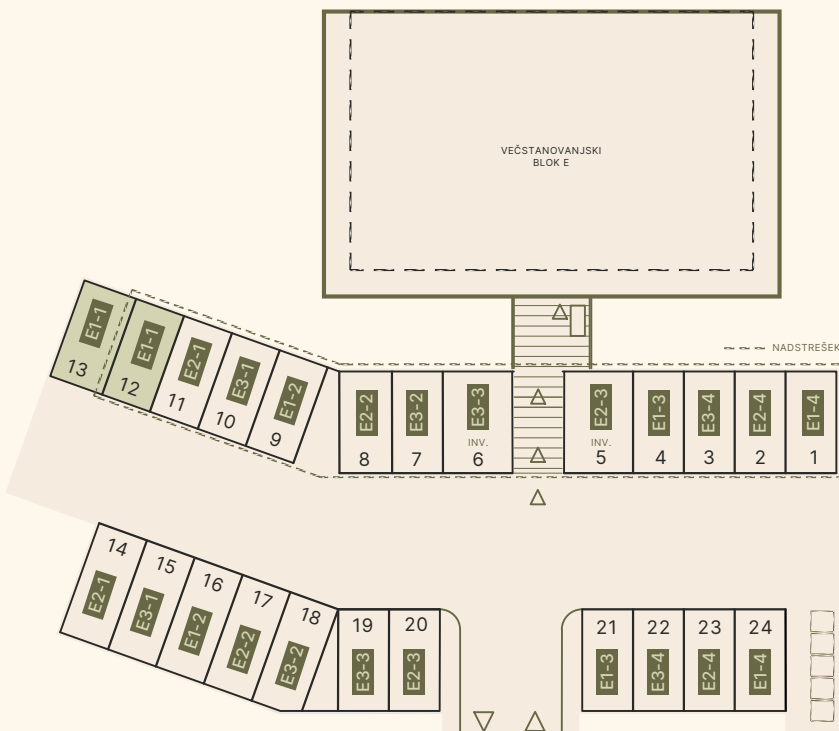 VEČSTANOVANJSKI
BLOK E
NADSTREŠEK
E1-1
13
E1-1
12
E2-1
11
E3-1
10
E1-2
9
E2-2
8
E3-2
7
E3-3
INV.
6
E2-3
INV.
5
E1-3
4
E3-4
3
E2-4
2
E1-4
1
14
E2-1
15
E3-1
16
E1-2
17
E2-2
18
E3-2
19
E3-3
20
E2-3
21
E1-3
22
E3-4
23
E2-4
24
E1-4